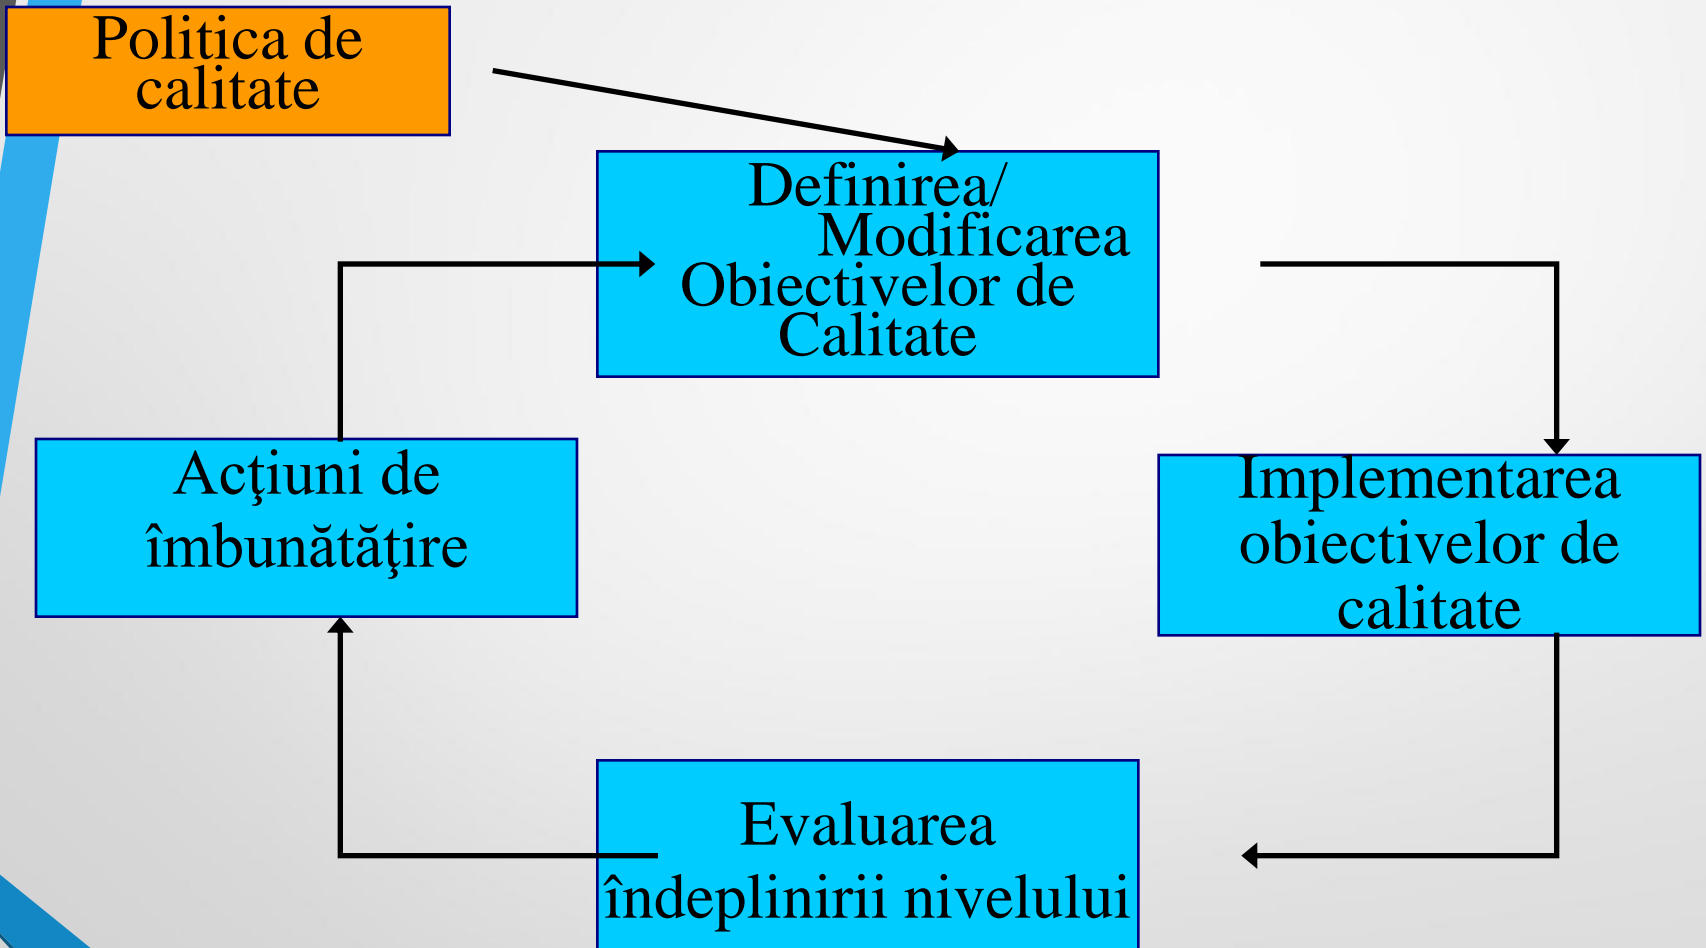 Politica de
calitate
Definirea/
Modificarea
Obiectivelor de
Calitate
Acţiuni de
îmbunătăţire
Implementarea
obiectivelor de
calitate
Evaluarea
îndeplinirii nivelului